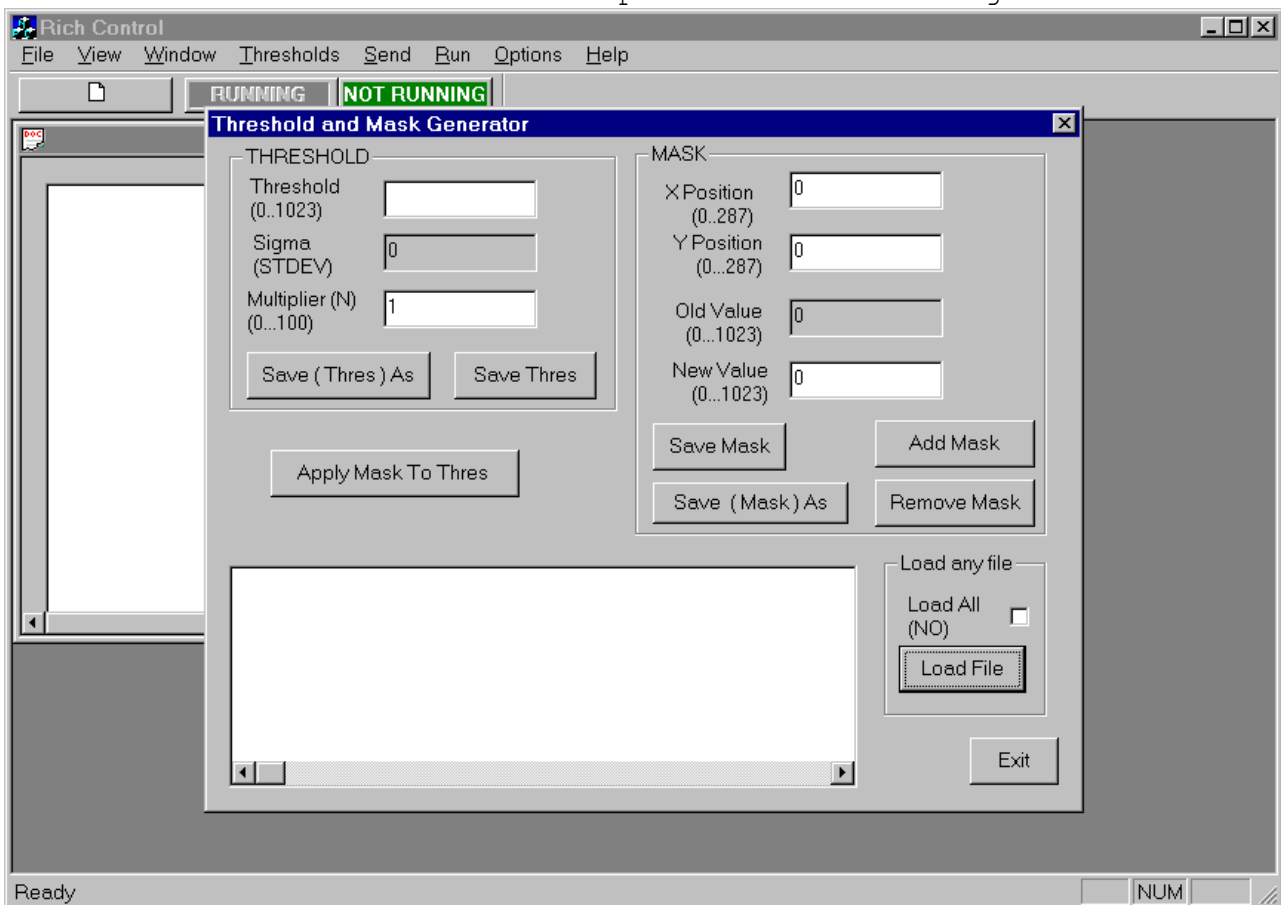 Rich Control
File View Window Thresholds Send Run Options Help
RUNNING NOT RUNNING
DOC
Threshold and Mask Generator
THRESHOLD
Threshold
(0..1023)
Sigma
(STDEV)
0
Multiplier (N)
(0...100)
1
Save ( Thres ) As
Save Thres
Apply Mask To Thres
MASK
X Position
(0..287)
0
Y Position
(0...287)
0
Old Value
(0...1023)
0
New Value
(0...1023)
0
Save Mask
Add Mask
Save ( Mask ) As
Remove Mask
Load any file
Load All
(NO)
Load File
Exit
Ready
NUM